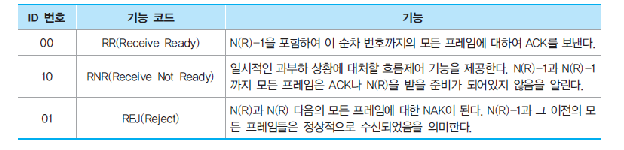 ID 번호 기능 코드 기능
00 RR(Receive Ready) N(R)-1을 포함하여 이 순차 번호까지의 모든 프레임에 대하여 ACK를 보낸다.
10 RNR(Receive Not Ready) 일시적인 과부하 상황에 대처할 흐름제어 기능을 제공한다. N(R)-1과 N(R)-1
까지 모든 프레임은 ACK나 N(R)을 받을 준비가 되어있지 않음을 알린다.
01 REJ(Reject) N(R)과 N(R) 다음의 모든 프레임에 대한 NAK이 된다. N(R)-1과 그 이전의 모
든 프레임들은 정상적으로 수신되었음을 의미한다.